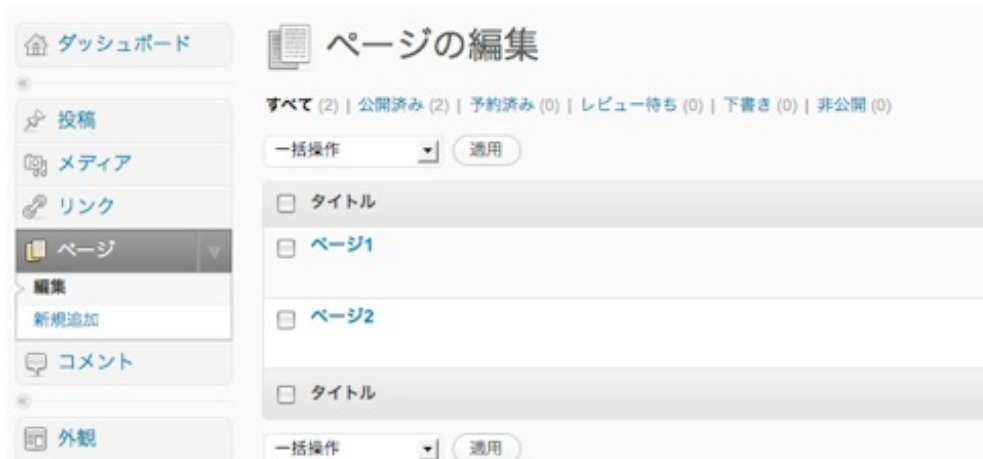 ダッシュボード
投稿
メディア
リンク
ページ
編集
新規追加
コメント
外観
ページの編集
すべて (2) | 公開済み (2) | 予約済み (0) | レビュー待ち (0) | 下書き (0) | 非公開 (0)
一括操作 適用
タイトル
ページ1
ページ2
タイトル
一括操作 適用